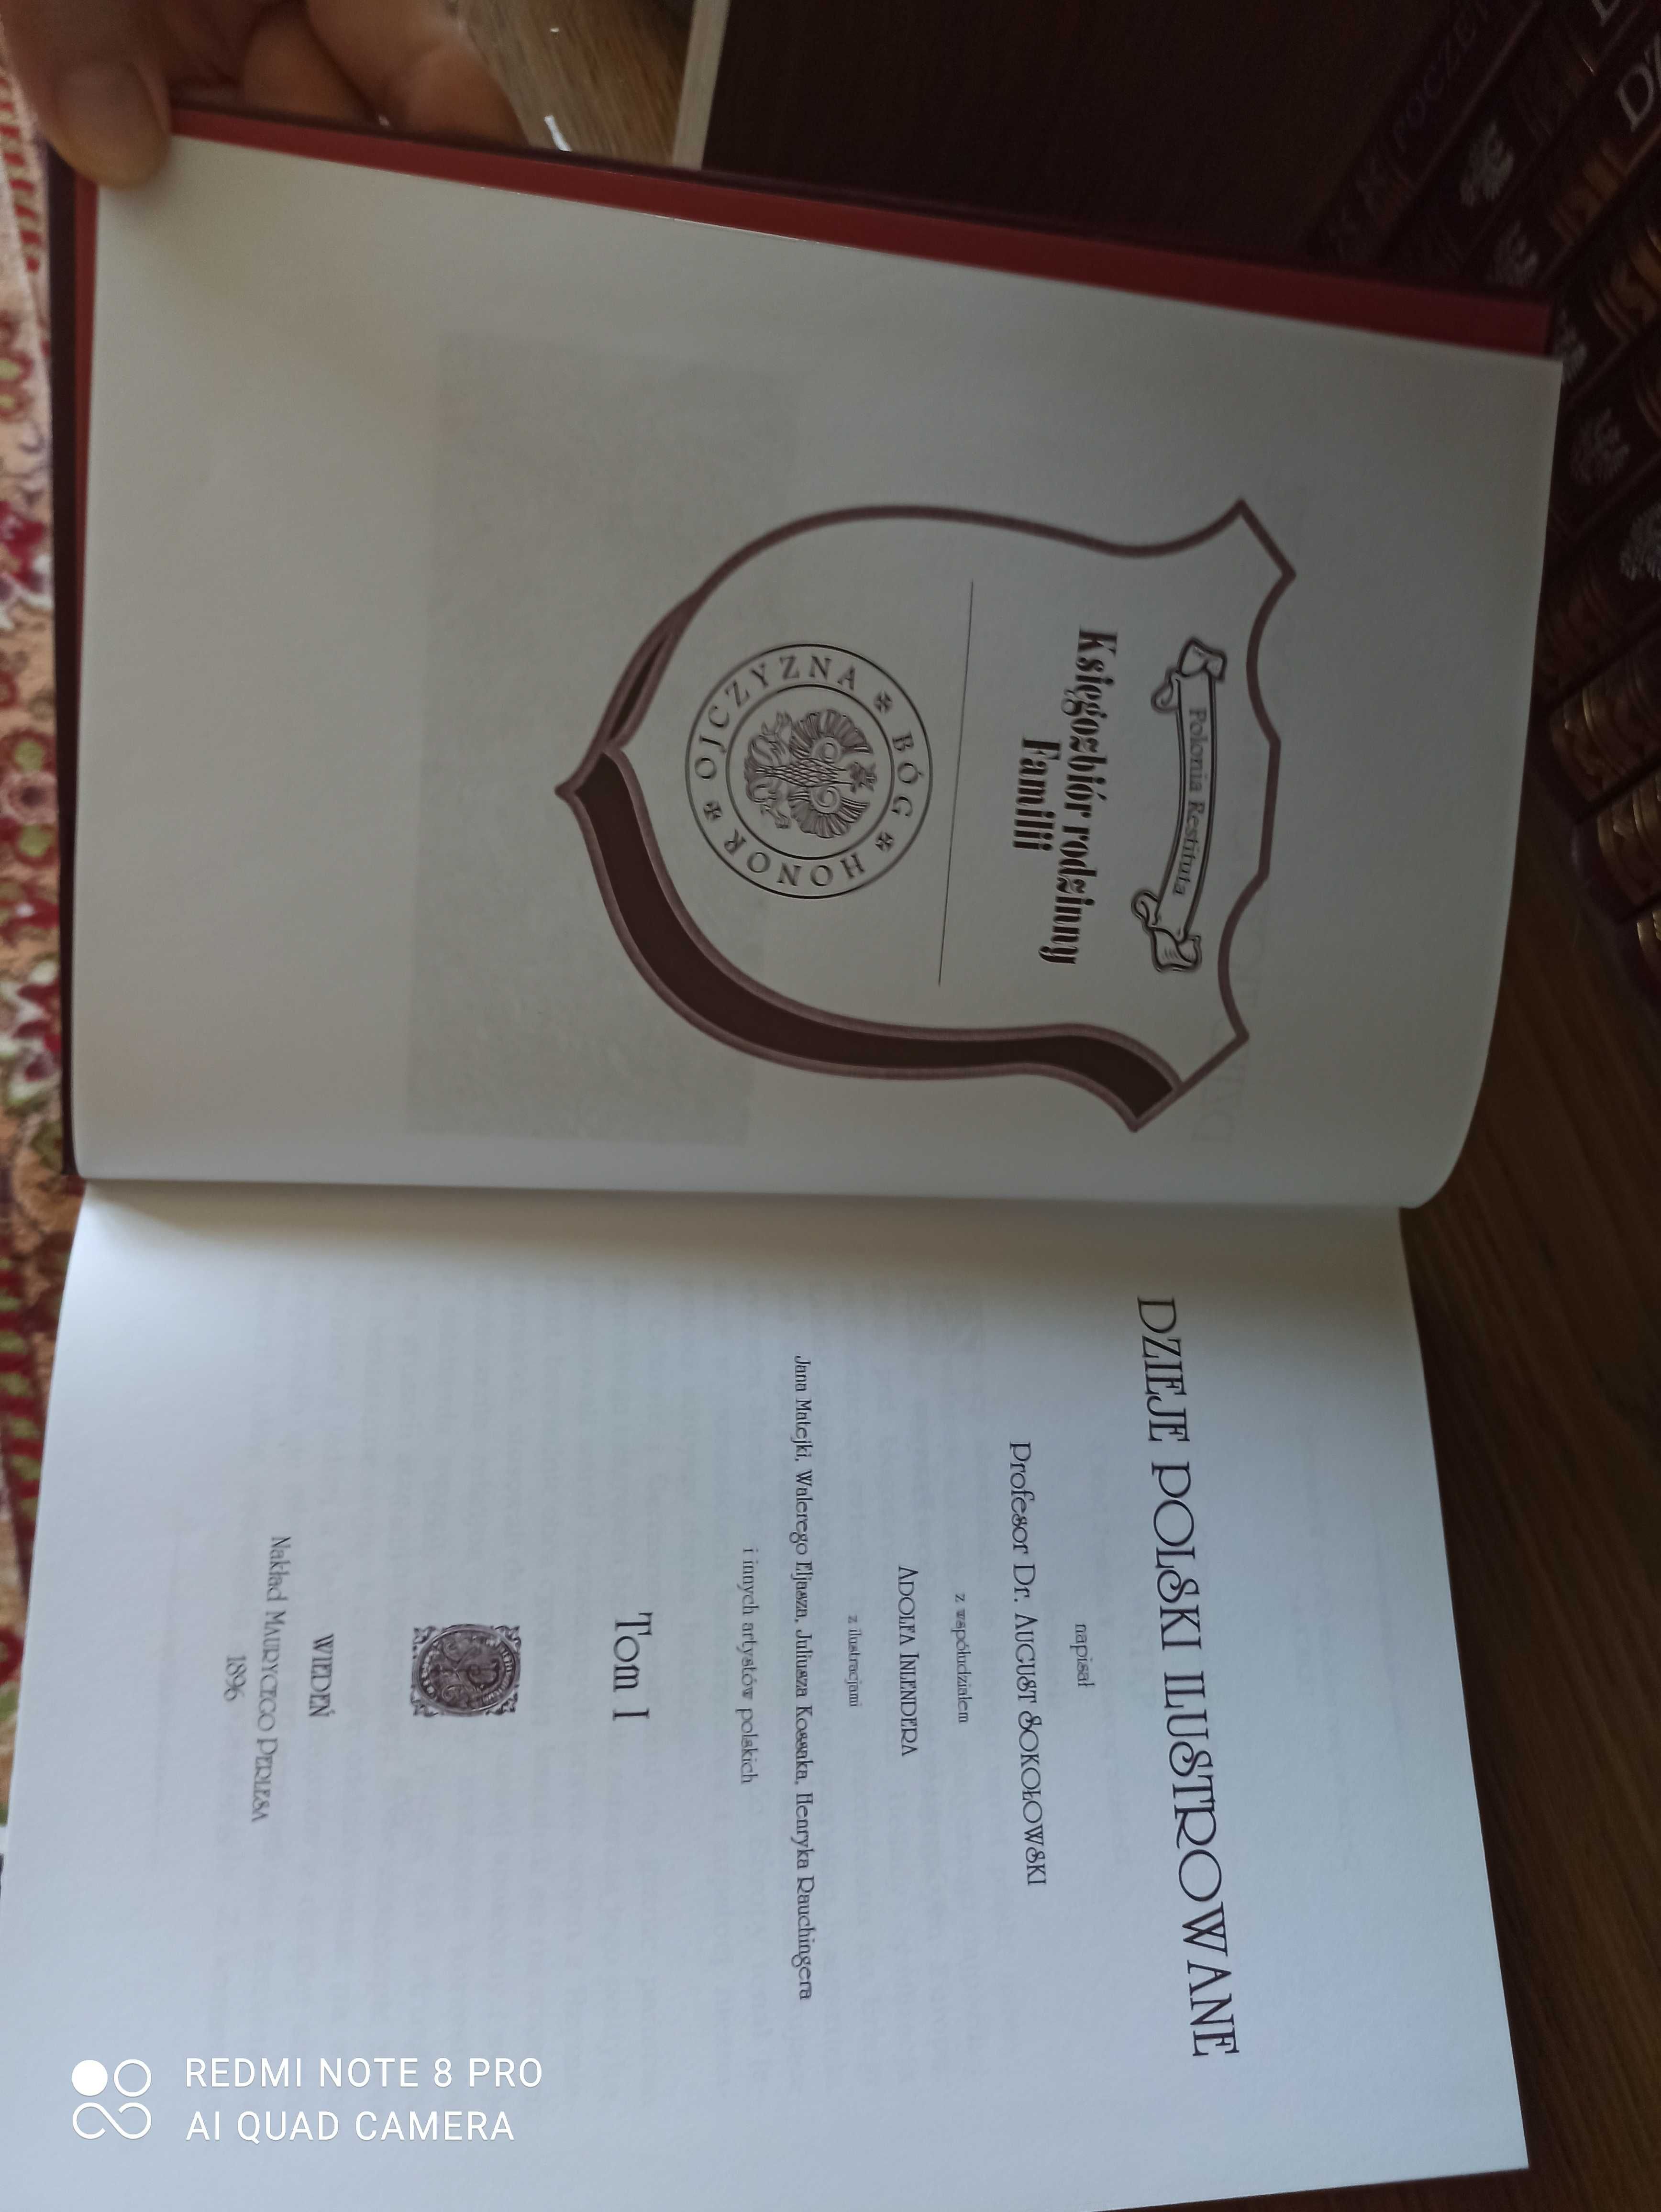 Polonia Restituta
Księgozbiór rodzinny
Familii
BÓG ✠ HONOR ✠ OJCZYZNA ✠
DZIEJE POLSKI ILUSTROWANE
napisał
Profesor Dr. AUGUST SOKOŁOWSKI
z współudziałem
ADOLFA INLENDERA
z ilustracjami
Jana Matejki, Walerego Eljasza, Juliusza Kossaka, Henryka Rauchingera
i innych artystów polskich
Tom I
WIEDEŃ
Nakład MAURYCEGO PERLESA
1896
REDMI NOTE 8 PRO
AI QUAD CAMERA